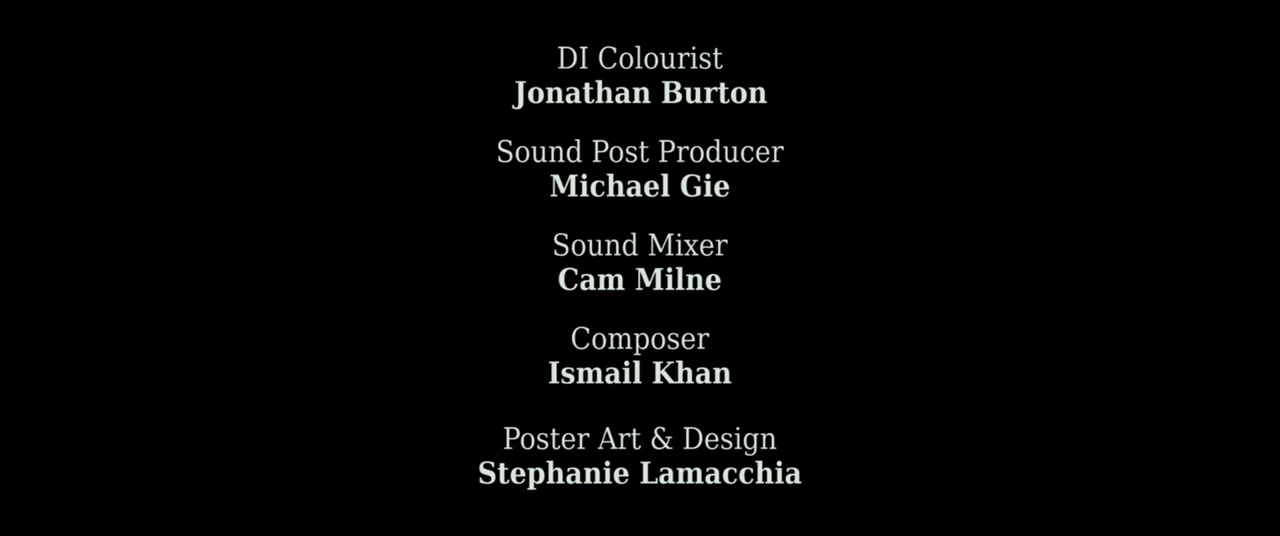 DI Colourist
Jonathan Burton
Sound Post Producer
Michael Gie
Sound Mixer
Cam Milne
Composer
Ismail Khan
Poster Art & Design
Stephanie Lamacchia